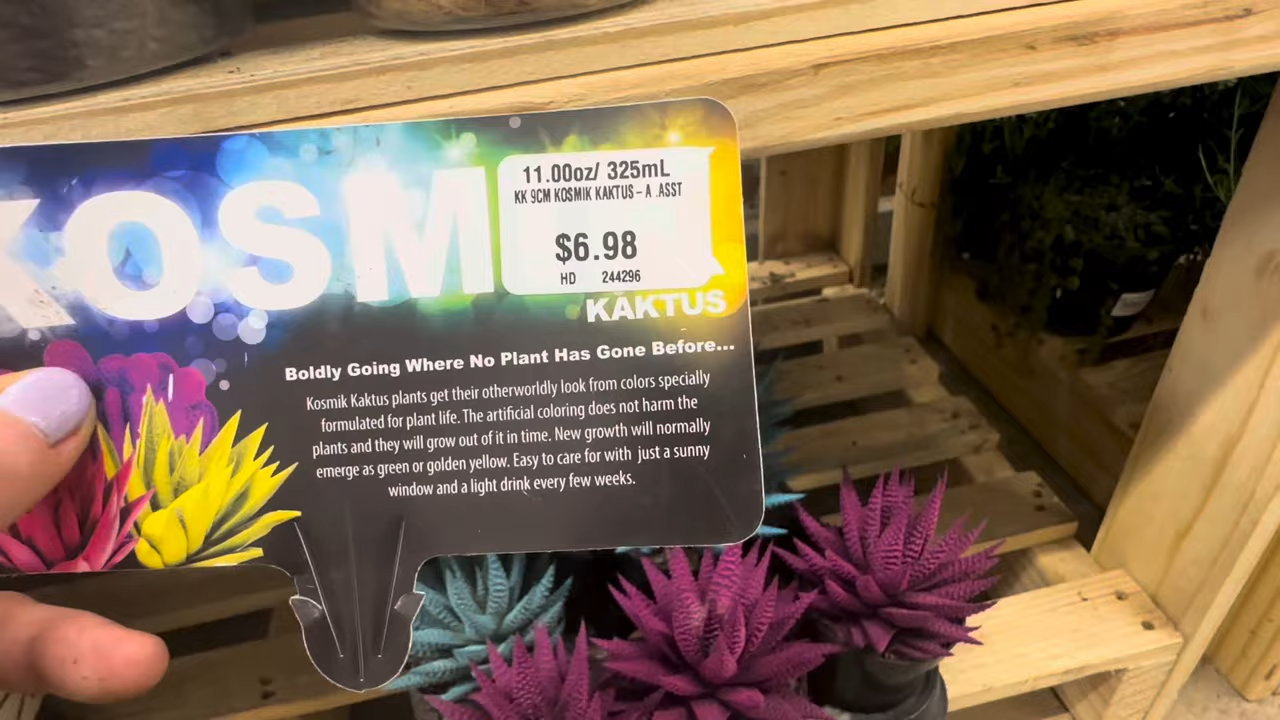 KOSM
11.00oz/ 325mL
KK 9CM KOSMIK KAKTUS - A .ASST
$6.98
HD 244296
KAKTUS
Boldly Going Where No Plant Has Gone Before...
Kosmik Kaktus plants get their otherworldly look from colors specially
formulated for plant life. The artificial coloring does not harm the
plants and they will grow out of it in time. New growth will normally
emerge as green or golden yellow. Easy to care for with just a sunny
window and a light drink every few weeks.